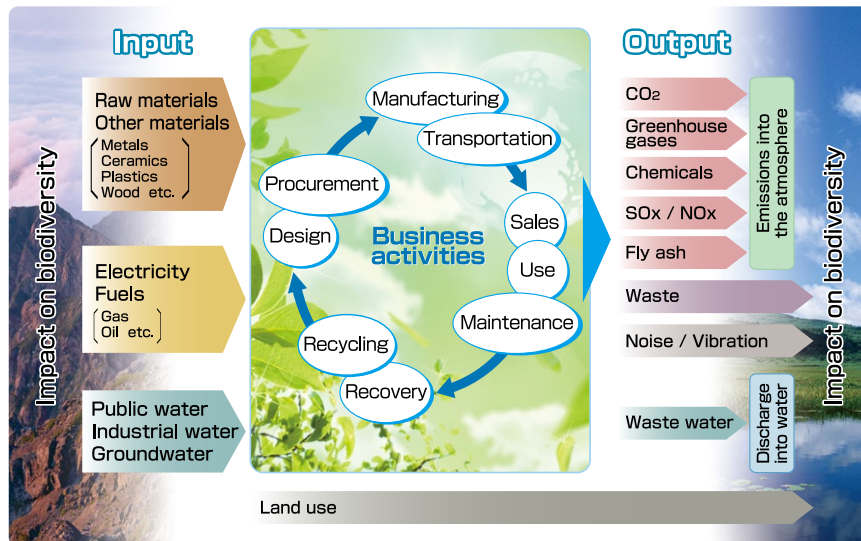 Input
Output
Impact on biodiversity
Raw materials
Other materials
Metals
Ceramics
Plastics
Wood etc.
Electricity
Fuels
Gas
Oil etc.
Public water
Industrial water
Groundwater
Business
activities
Manufacturing
Transportation
Sales
Use
Maintenance
Recovery
Recycling
Design
Procurement
CO₂
Greenhouse
gases
Chemicals
SOx / NOx
Fly ash
Emissions into
the atmosphere
Waste
Noise / Vibration
Waste water
Discharge
into water
Impact on biodiversity
Land use